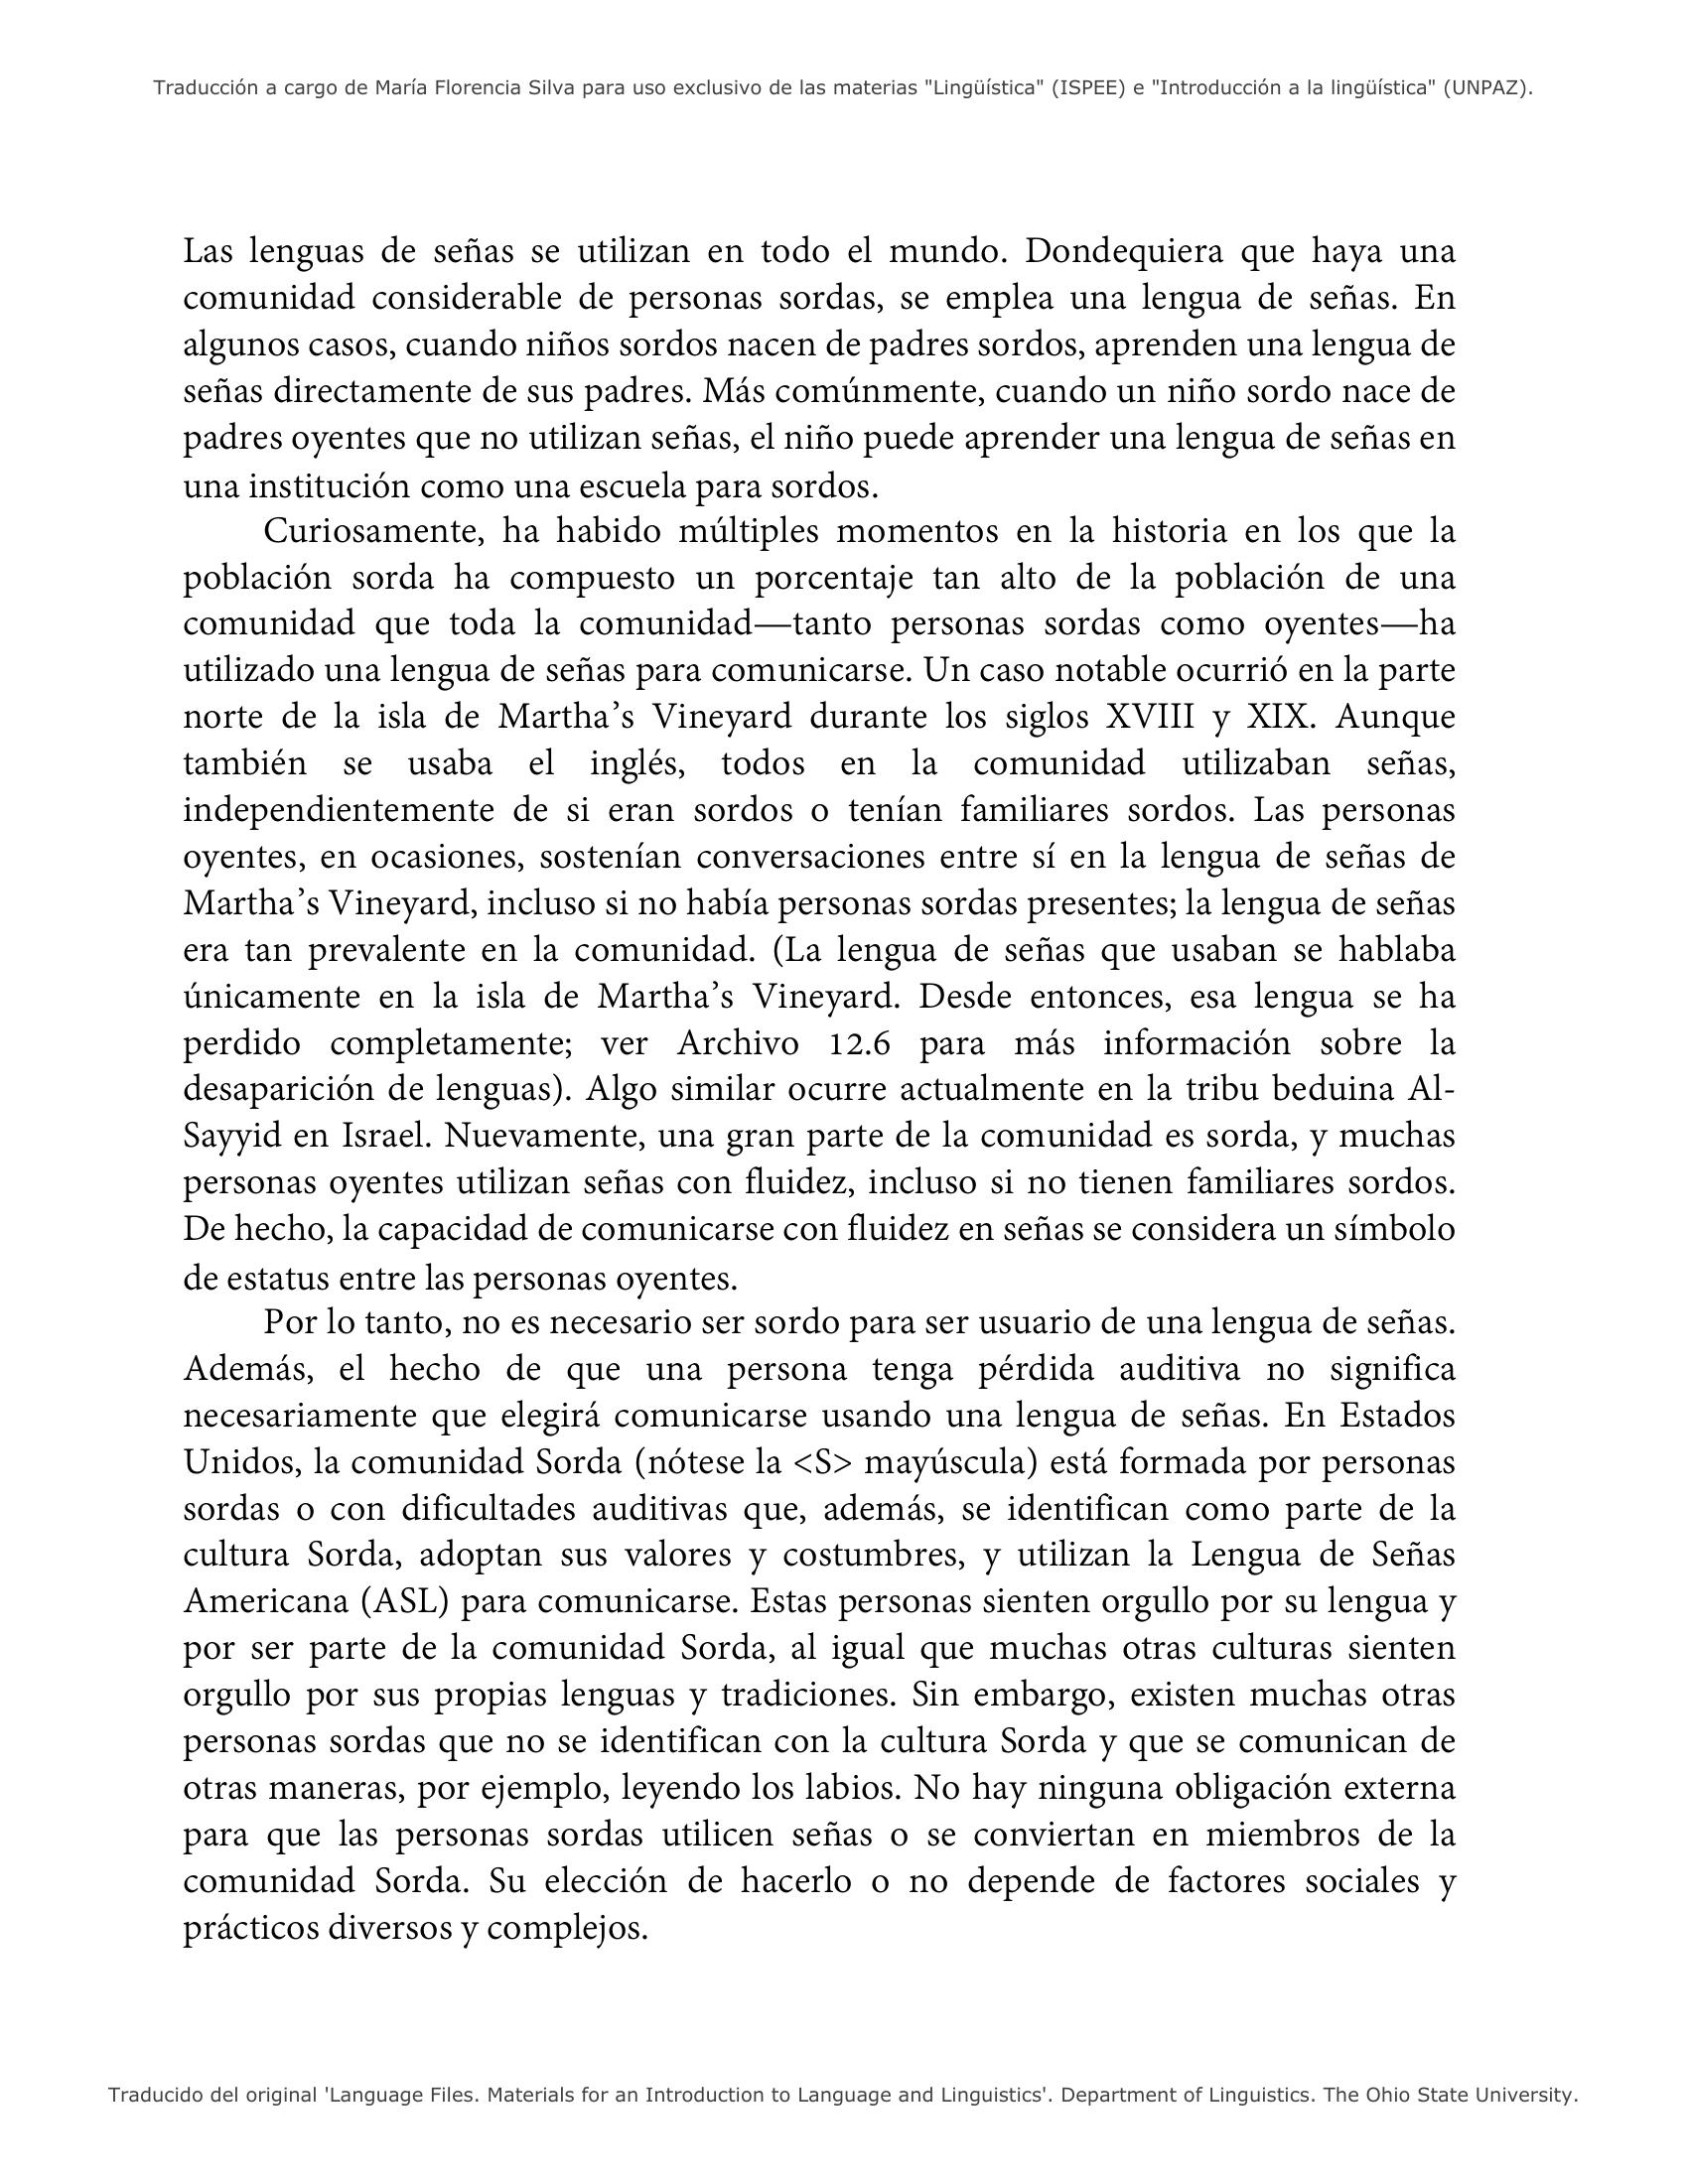 Traducción a cargo de María Florencia Silva para uso exclusivo de las materias "Lingüística" (ISPEE) e "Introducción a la lingüística" (UNPAZ).
Las lenguas de señas se utilizan en todo el mundo. Dondequiera que haya una
comunidad considerable de personas sordas, se emplea una lengua de señas. En
algunos casos, cuando niños sordos nacen de padres sordos, aprenden una lengua de
señas directamente de sus padres. Más comúnmente, cuando un niño sordo nace de
padres oyentes que no utilizan señas, el niño puede aprender una lengua de señas en
una institución como una escuela para sordos.
Curiosamente, ha habido múltiples momentos en la historia en los que la
población sorda ha compuesto un porcentaje tan alto de la población de una
comunidad que toda la comunidad—tanto personas sordas como oyentes—ha
utilizado una lengua de señas para comunicarse. Un caso notable ocurrió en la parte
norte de la isla de Martha’s Vineyard durante los siglos XVIII y XIX. Aunque
también se usaba el inglés, todos en la comunidad utilizaban señas,
independientemente de si eran sordos o tenían familiares sordos. Las personas
oyentes, en ocasiones, sostenían conversaciones entre sí en la lengua de señas de
Martha’s Vineyard, incluso si no había personas sordas presentes; la lengua de señas
era tan prevalente en la comunidad. (La lengua de señas que usaban se hablaba
únicamente en la isla de Martha’s Vineyard. Desde entonces, esa lengua se ha
perdido completamente; ver Archivo 12.6 para más información sobre la
desaparición de lenguas). Algo similar ocurre actualmente en la tribu beduina Al-
Sayyid en Israel. Nuevamente, una gran parte de la comunidad es sorda, y muchas
personas oyentes utilizan señas con fluidez, incluso si no tienen familiares sordos.
De hecho, la capacidad de comunicarse con fluidez en señas se considera un símbolo
de estatus entre las personas oyentes.
Por lo tanto, no es necesario ser sordo para ser usuario de una lengua de señas.
Además, el hecho de que una persona tenga pérdida auditiva no significa
necesariamente que elegirá comunicarse usando una lengua de señas. En Estados
Unidos, la comunidad Sorda (nótese la <S> mayúscula) está formada por personas
sordas o con dificultades auditivas que, además, se identifican como parte de la
cultura Sorda, adoptan sus valores y costumbres, y utilizan la Lengua de Señas
Americana (ASL) para comunicarse. Estas personas sienten orgullo por su lengua y
por ser parte de la comunidad Sorda, al igual que muchas otras culturas sienten
orgullo por sus propias lenguas y tradiciones. Sin embargo, existen muchas otras
personas sordas que no se identifican con la cultura Sorda y que se comunican de
otras maneras, por ejemplo, leyendo los labios. No hay ninguna obligación externa
para que las personas sordas utilicen señas o se conviertan en miembros de la
comunidad Sorda. Su elección de hacerlo o no depende de factores sociales y
prácticos diversos y complejos.
Traducido del original 'Language Files. Materials for an Introduction to Language and Linguistics'. Department of Linguistics. The Ohio State University.